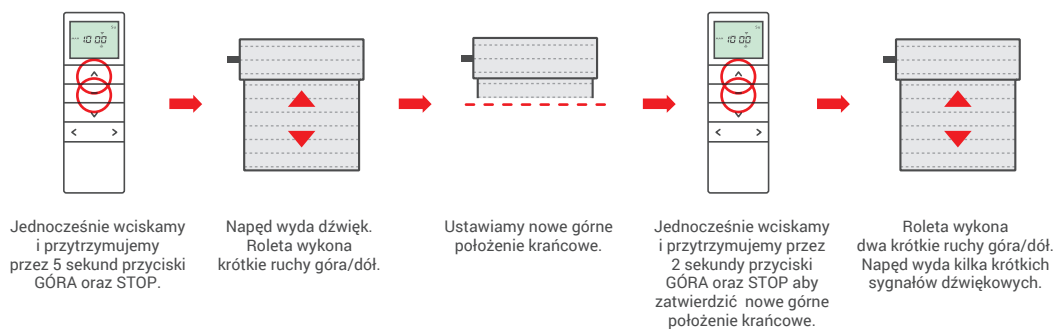 10:00
10:00
Jednocześnie wciskamy
i przytrzymujemy
przez 5 sekund przyciski
GÓRA oraz STOP.
Napęd wyda dźwięk.
Roleta wykona
krótkie ruchy góra/dół.
Ustawiamy nowe górne
położenie krańcowe.
Jednocześnie wciskamy
i przytrzymujemy przez
2 sekundy przyciski
GÓRA oraz STOP aby
zatwierdzić nowe górne
położenie krańcowe.
Roleta wykona
dwa krótkie ruchy góra/dół.
Napęd wyda kilka krótkich
sygnałów dźwiękowych.